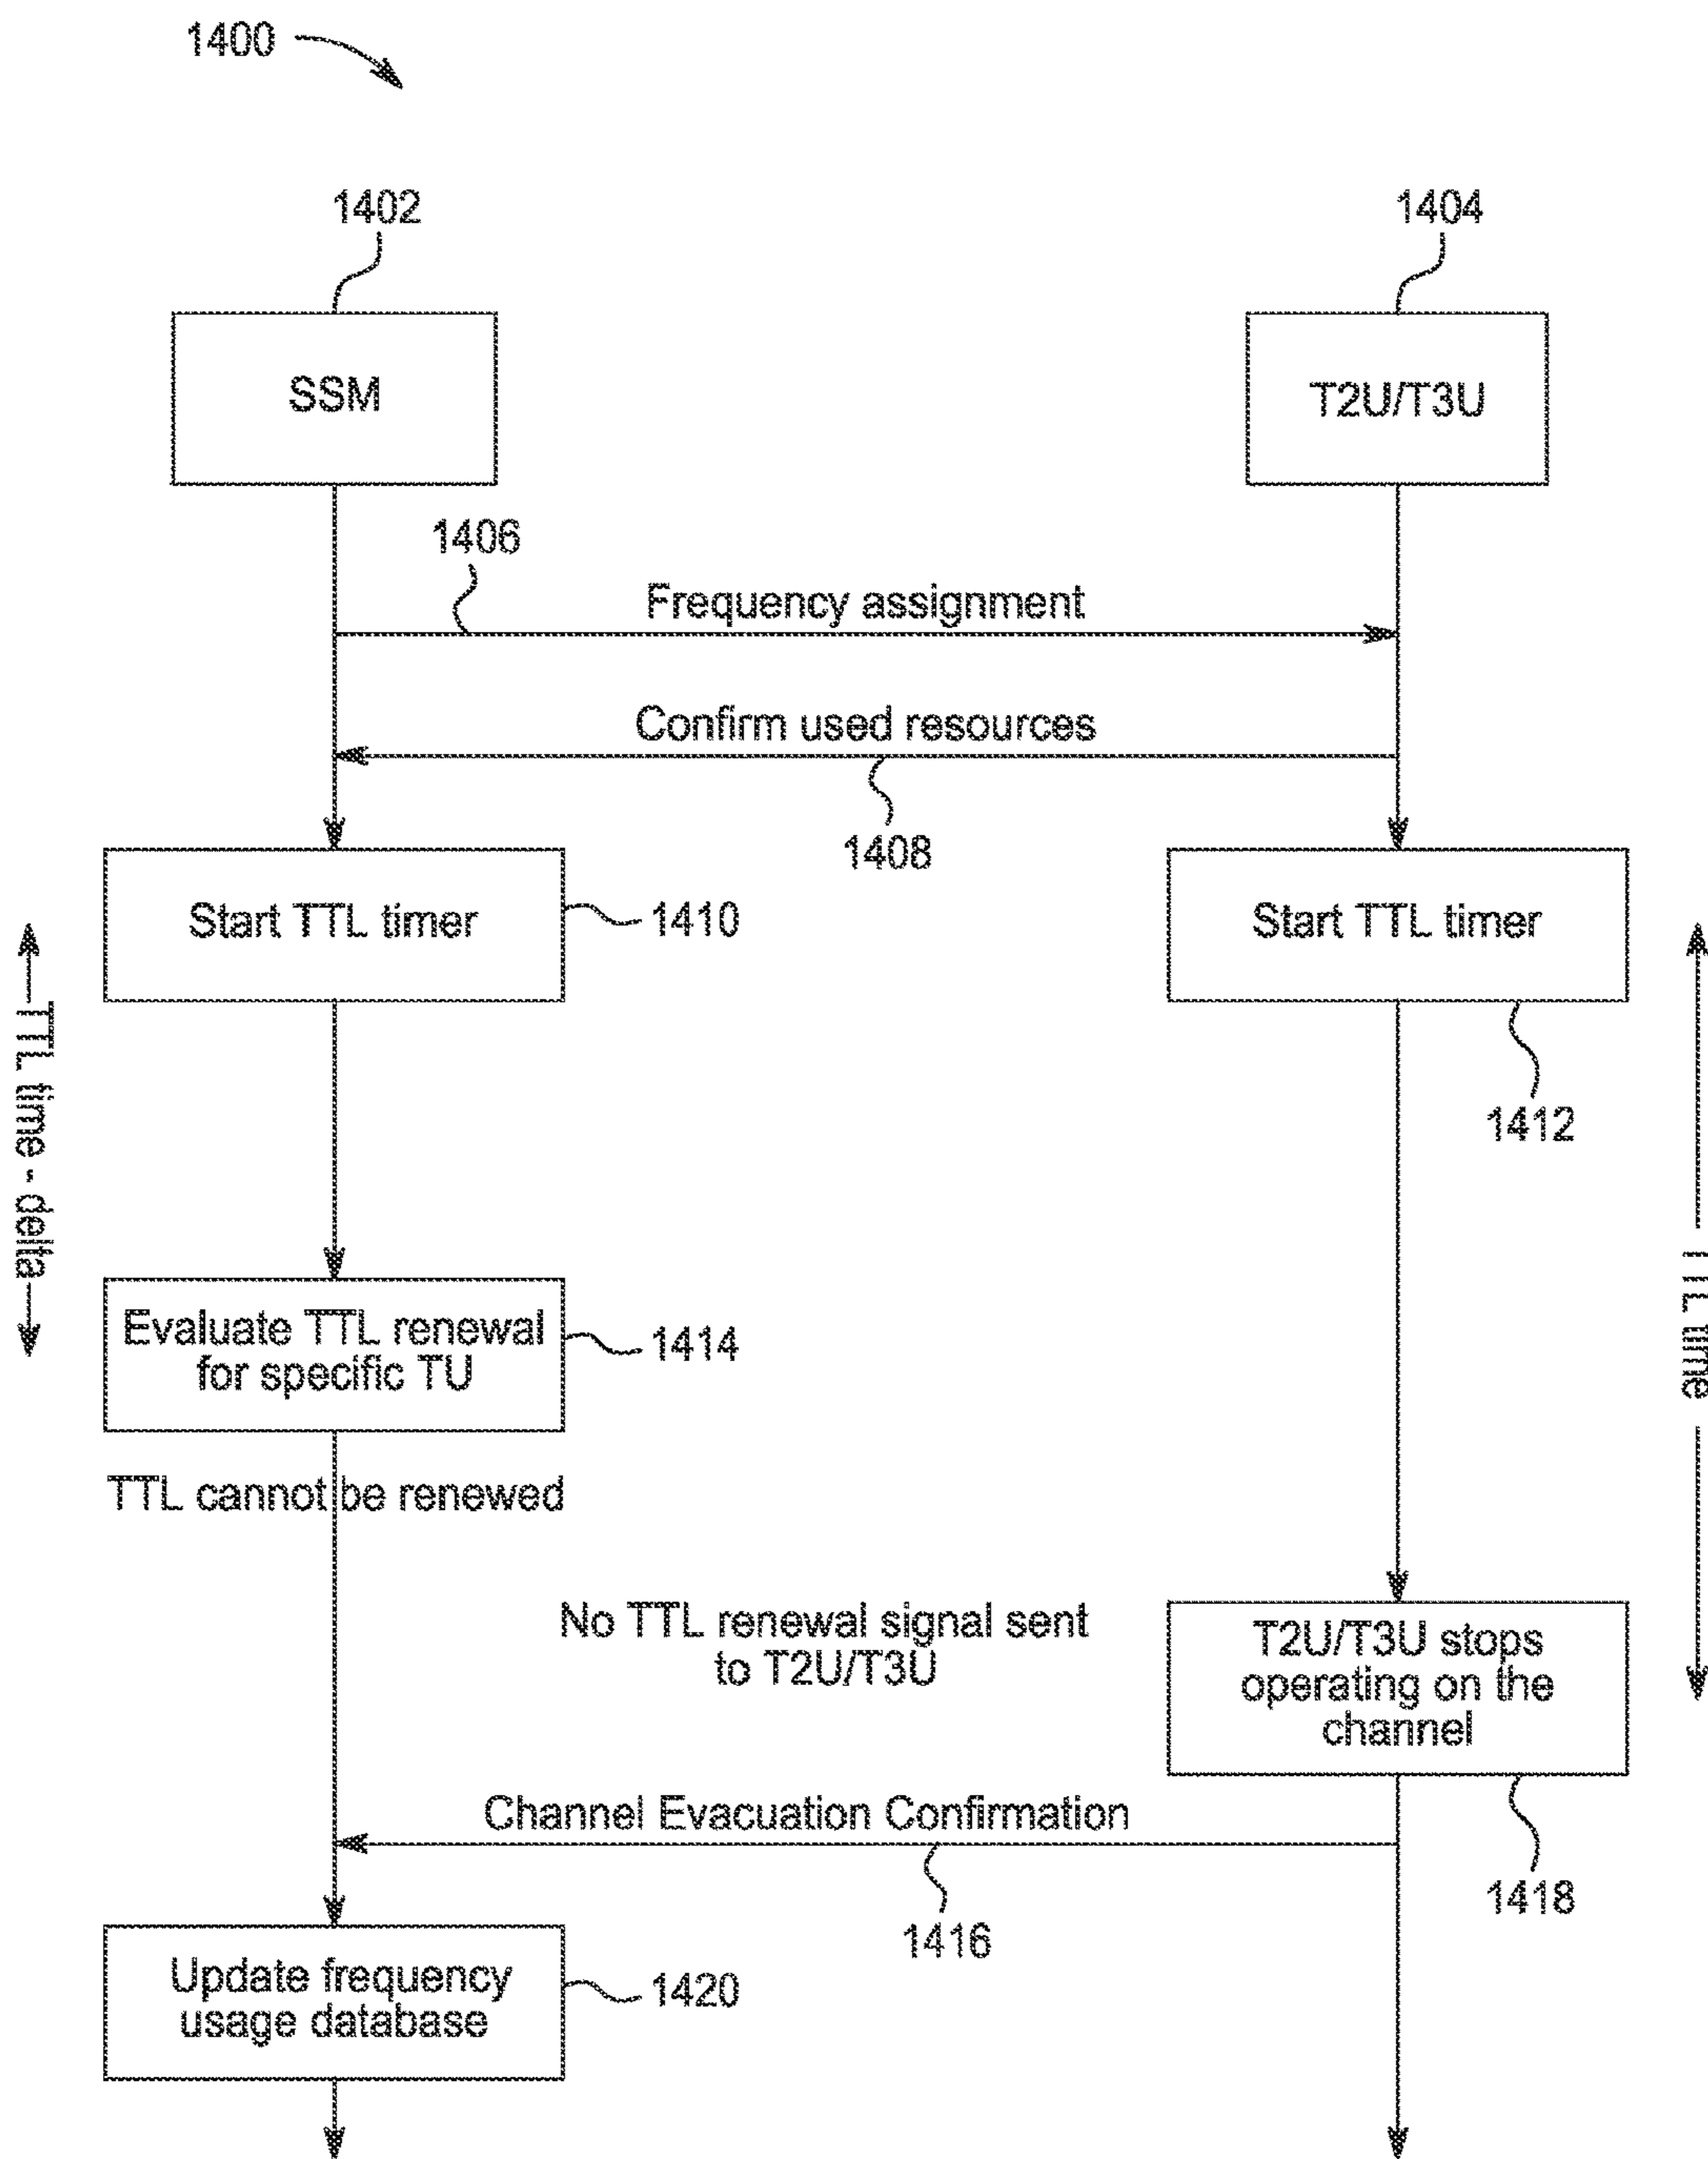 1400
1402
1404
SSM
T2U/T3U
1406
Frequency assignment
Confirm used resources
1408
Start TTL timer
1410
Start TTL timer
1412
TTL time - delta
TTL time
Evaluate TTL renewal
for specific TU
1414
TTL cannot be renewed
No TTL renewal signal sent
to T2U/T3U
T2U/T3U stops
operating on the
channel
1418
Channel Evacuation Confirmation
1416
Update frequency
usage database
1420